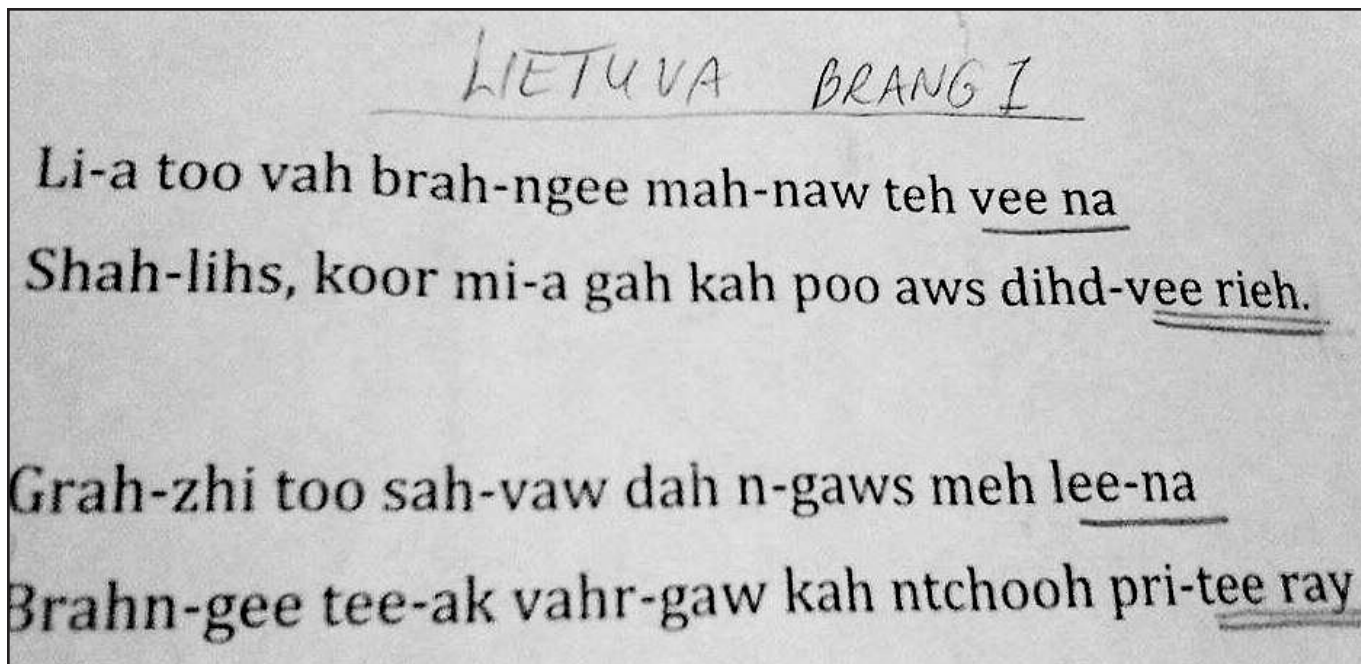 LIETUVA BRANGI
Li-a too vah brah-ngee mah-naw teh vee na
Shah-lihs, koor mi-a gah kah poo aws dihd-vee rieh.
Grah-zhi too sah-vaw dah n-gaws meh lee-na
Brahn-gee tee-ak vahr-gaw kah ntchooh pri-tee ray